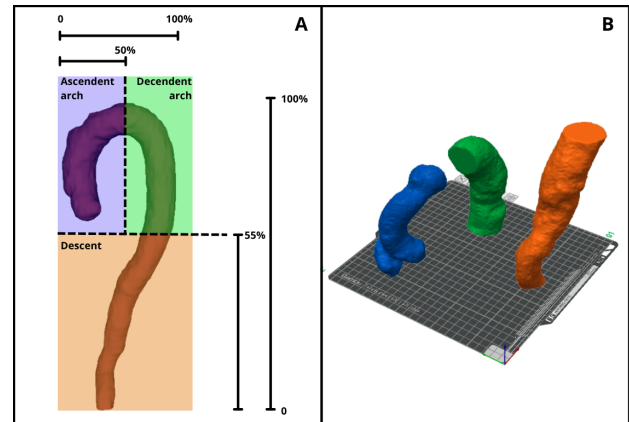 0
100%
A
50%
Ascendent
arch
Decendent
arch
100%
55%
Descent
0
B